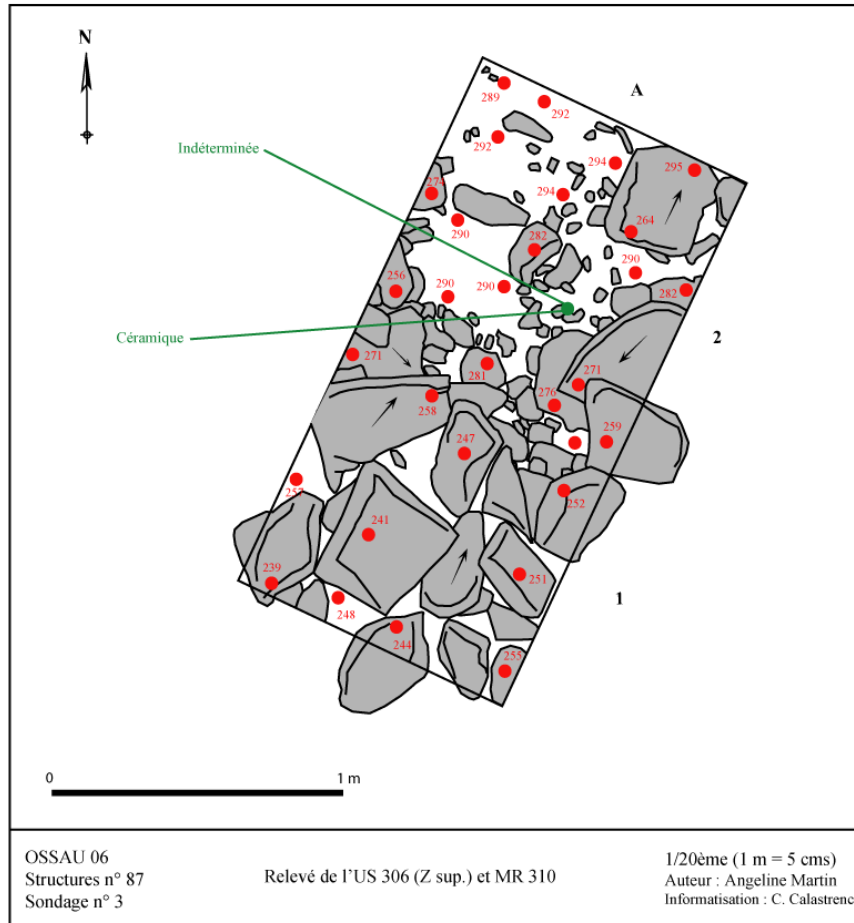 N
A
289
292
Indéterminée
292
294
295
274
294
264
290
282
290
256
290
290
282
2
Céramique
271
281
271
258
276
247
259
257
252
241
251
239
1
248
244
255
0 1 m
OSSAU 06
Structures n° 87
Sondage n° 3
Relevé de l'US 306 (Z sup.) et MR 310
1/20ème (1 m = 5 cms)
Auteur : Angeline Martin
Informatisation : C. Calastrenc